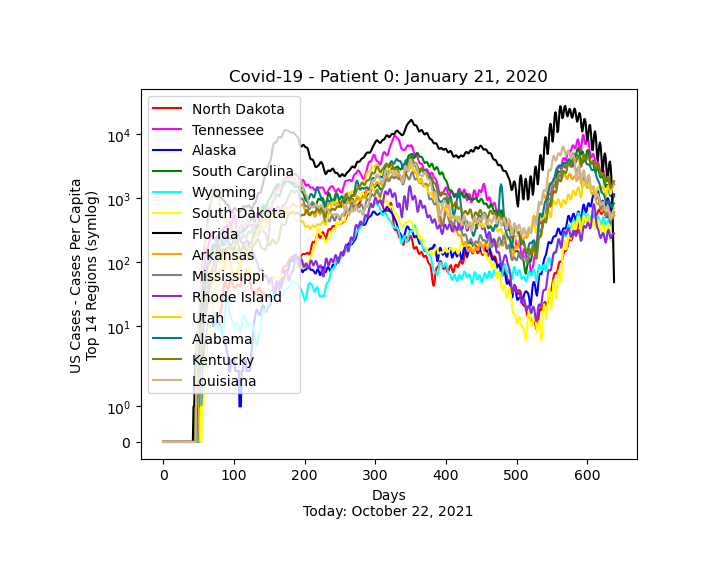 Covid-19 - Patient 0: January 21, 2020
US Cases - Cases Per Capita
Top 14 Regions (symlog)
10⁴
10³
10²
10¹
10⁰
0
North Dakota
Tennessee
Alaska
South Carolina
Wyoming
South Dakota
Florida
Arkansas
Mississippi
Rhode Island
Utah
Alabama
Kentucky
Louisiana
0 100 200 300 400 500 600
Days
Today: October 22, 2021